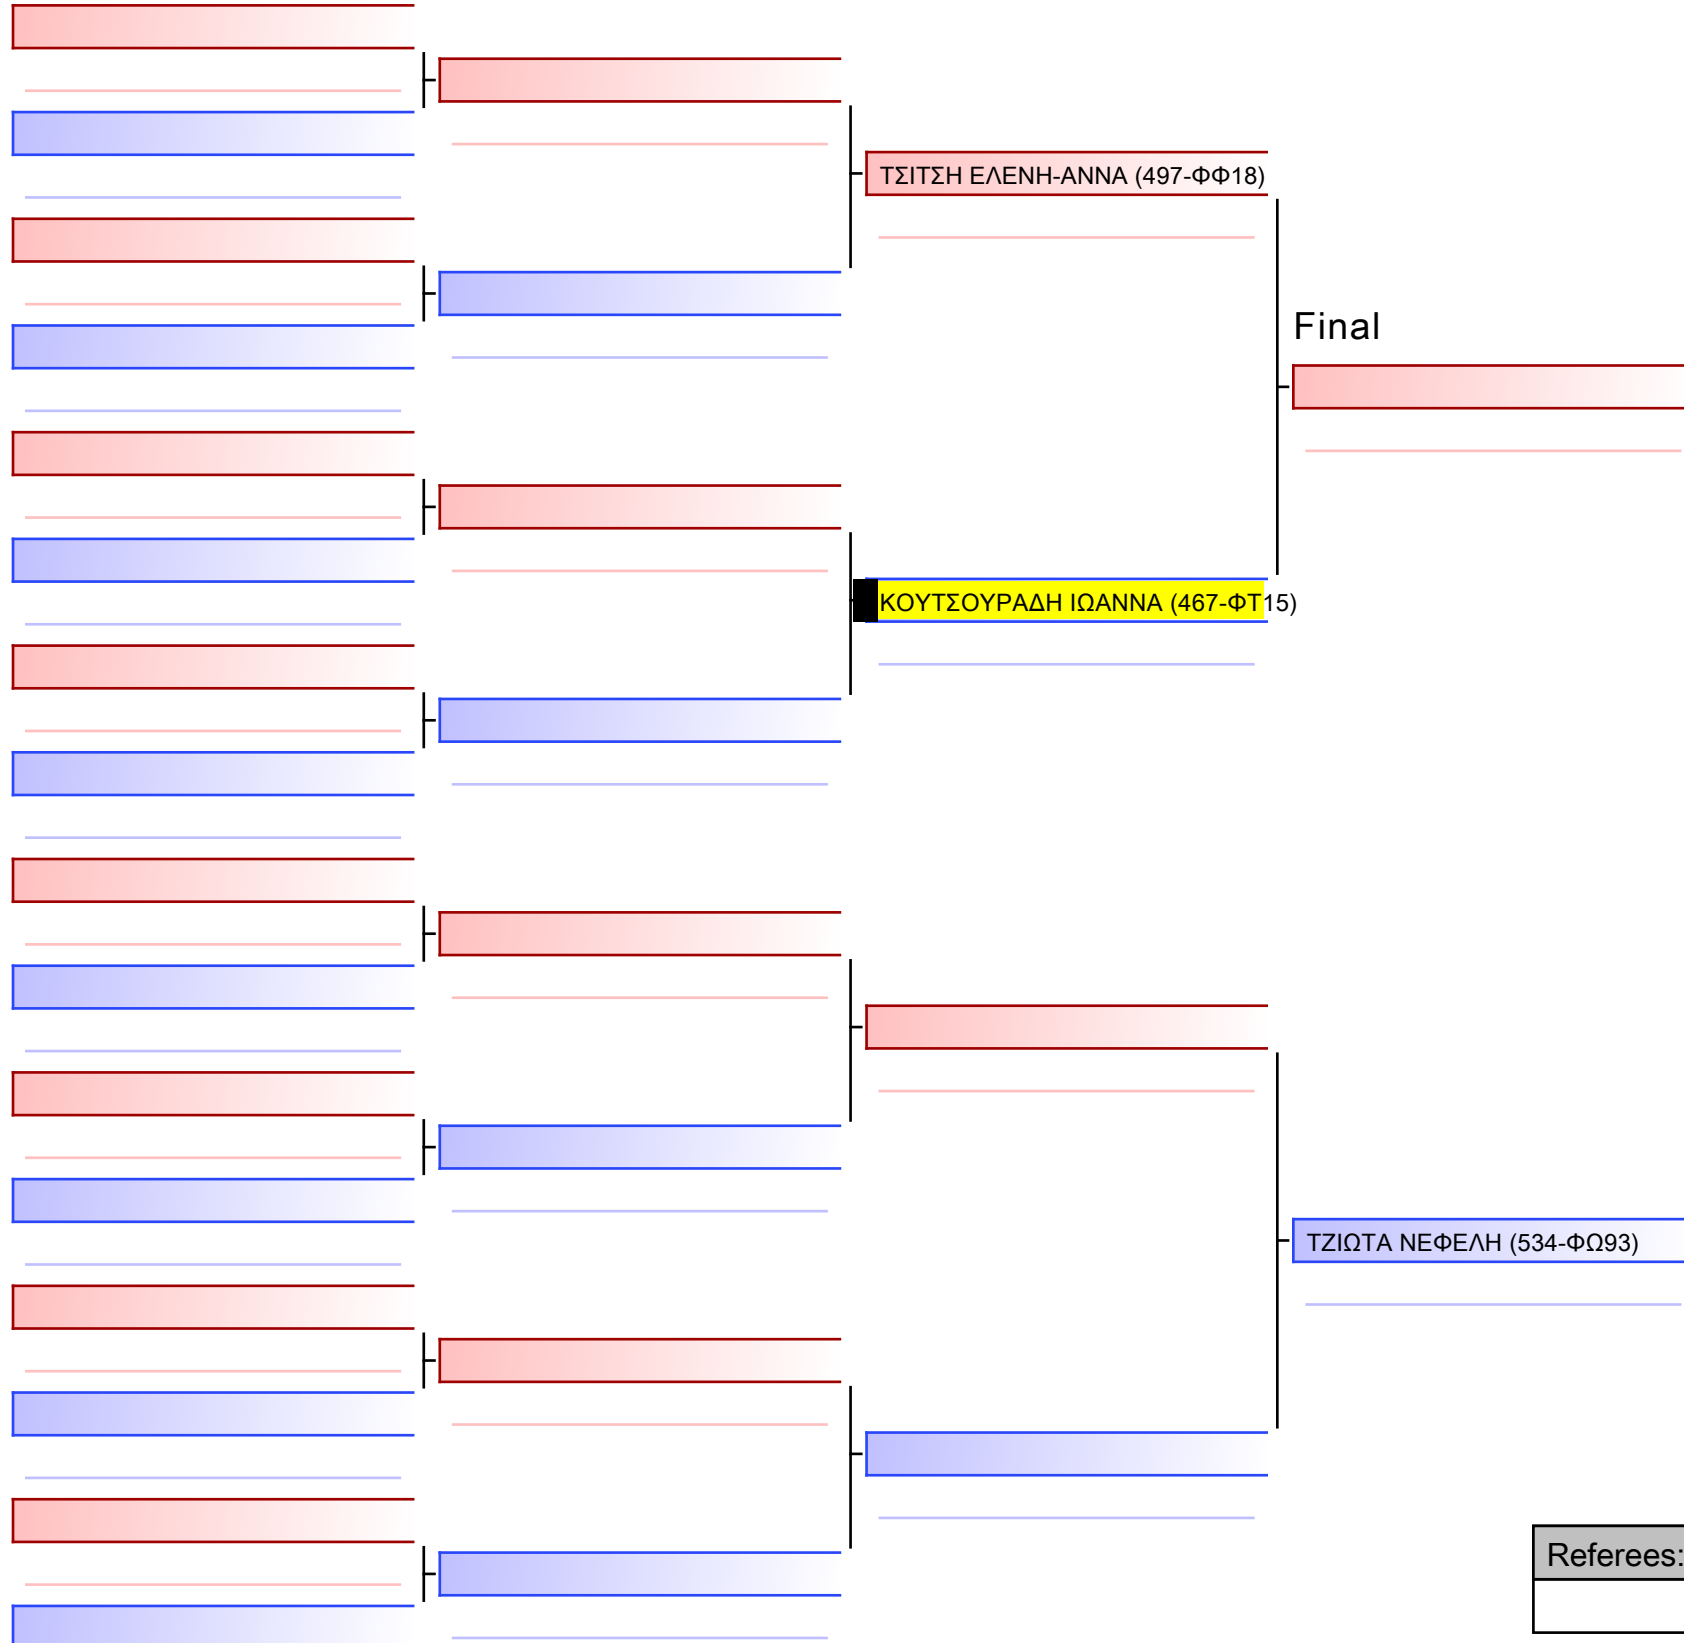 ΤΣΙΤΣΗ ΕΛΕΝΗ-ΑΝΝΑ (497-ΦΦ18)
Final
ΚΟΥΤΣΟΥΡΑΔΗ ΙΩΑΝΝΑ (467-ΦΤ15)
ΤΖΙΩΤΑ ΝΕΦΕΛΗ (534-ΦΩ93)
Referees: